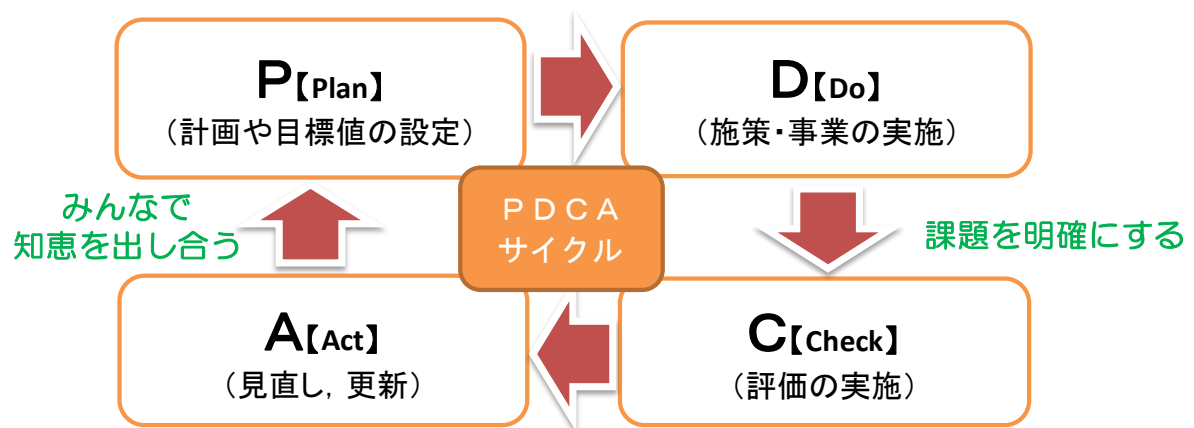 P【Plan】
（計画や目標値の設定）
D【Do】
（施策・事業の実施）
みんなで
知恵を出し合う
PDCA
サイクル
課題を明確にする
A【Act】
（見直し，更新）
C【Check】
（評価の実施）